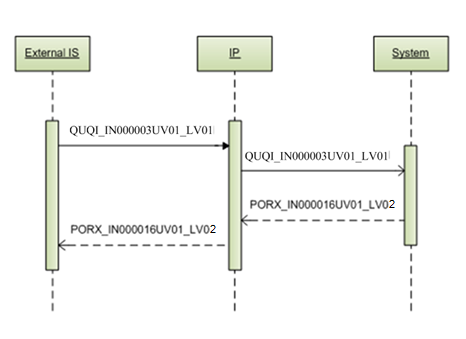 External IS
IP
System
QUQI_IN000003UV01_LV01
QUQI_IN000003UV01_LV01
PORX_IN000016UV01_LV02
PORX_IN000016UV01_LV02